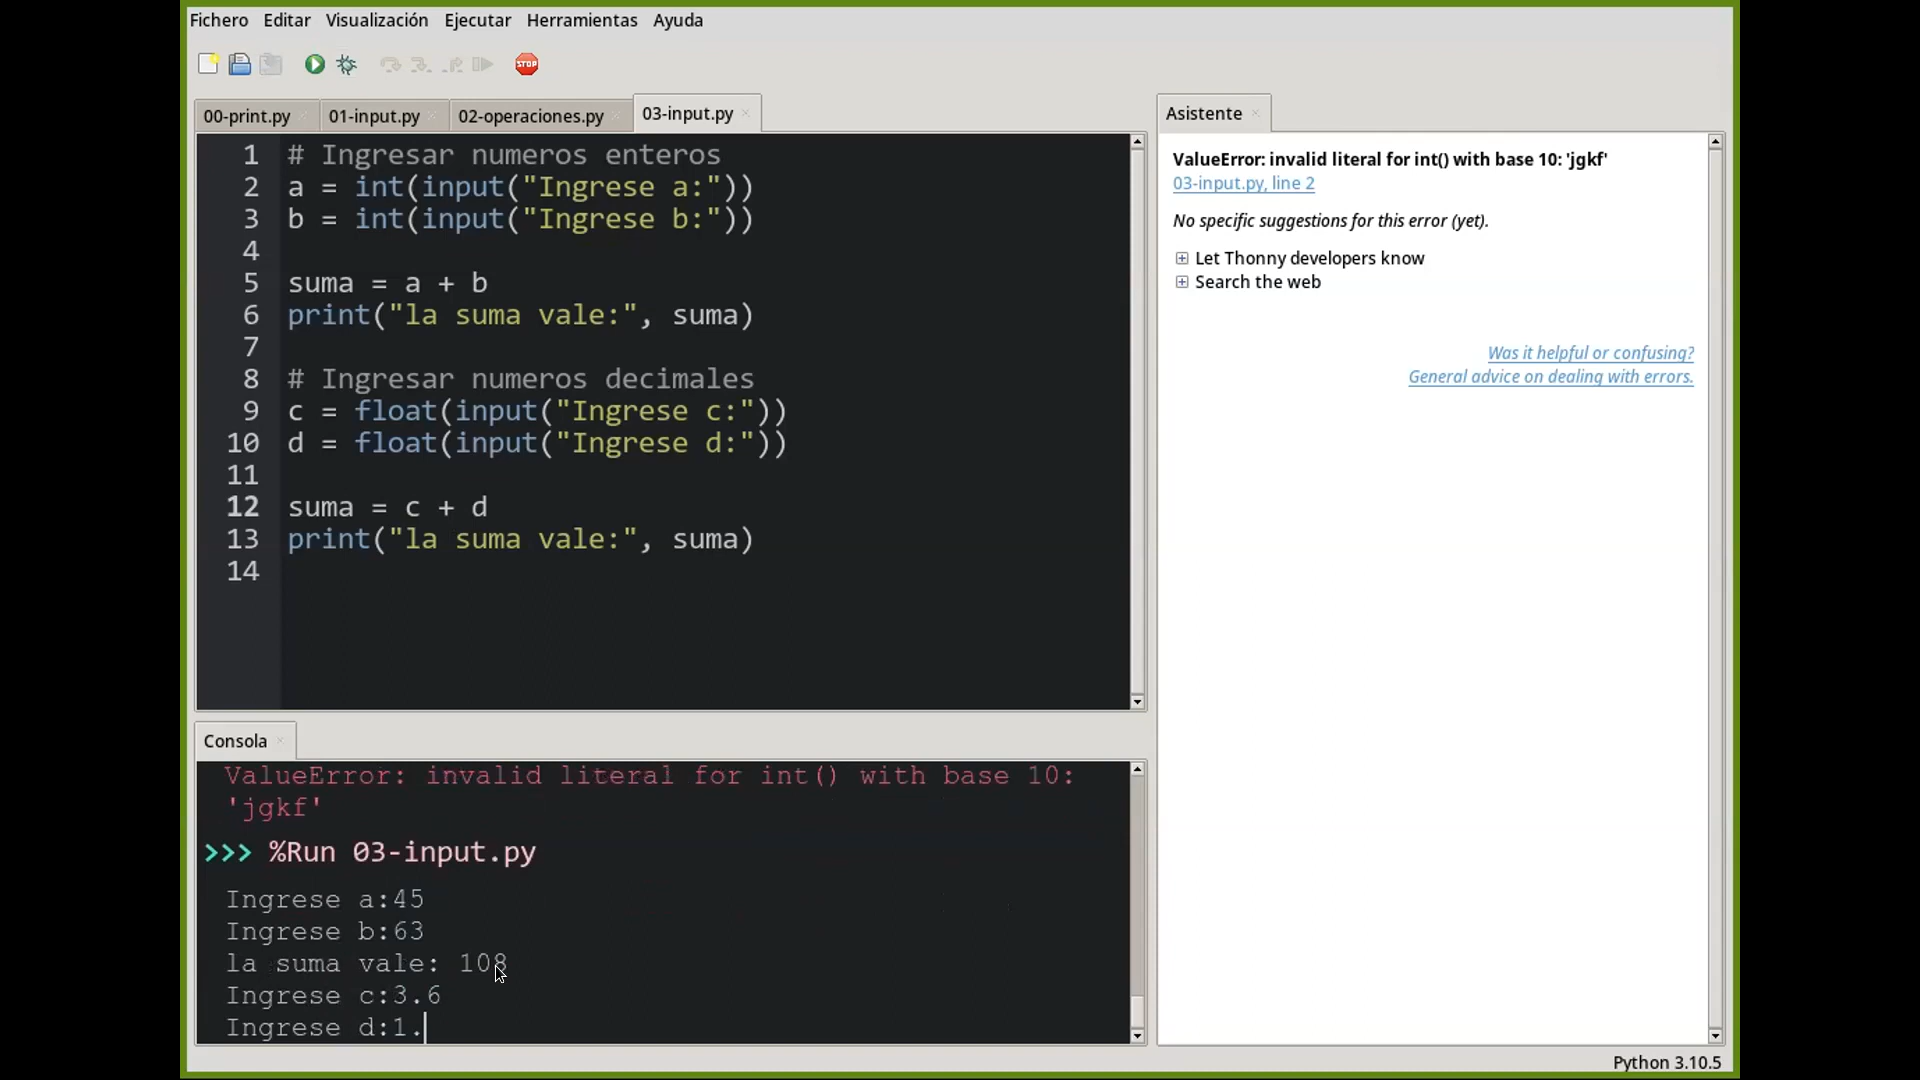 Fichero Editar Visualización Ejecutar Herramientas Ayuda
STOP
00-print.py 01-input.py 02-operaciones.py 03-input.py
1 # Ingresar numeros enteros
2 a = int(input("Ingrese a:"))
3 b = int(input("Ingrese b:"))
4
5 suma = a + b
6 print("la suma vale:", suma)
7
8 # Ingresar numeros decimales
9 c = float(input("Ingrese c:"))
10 d = float(input("Ingrese d:"))
11
12 suma = c + d
13 print("la suma vale:", suma)
14
Consola
ValueError: invalid literal for int() with base 10:
'jgkf'
>>> %Run 03-input.py
Ingrese a:45
Ingrese b:63
la suma vale: 108
Ingrese c:3.6
Ingrese d:1.
Asistente
ValueError: invalid literal for int() with base 10: 'jgkf'
03-input.py, line 2
No specific suggestions for this error (yet).
Let Thonny developers know
Search the web
Was it helpful or confusing?
General advice on dealing with errors.
Python 3.10.5